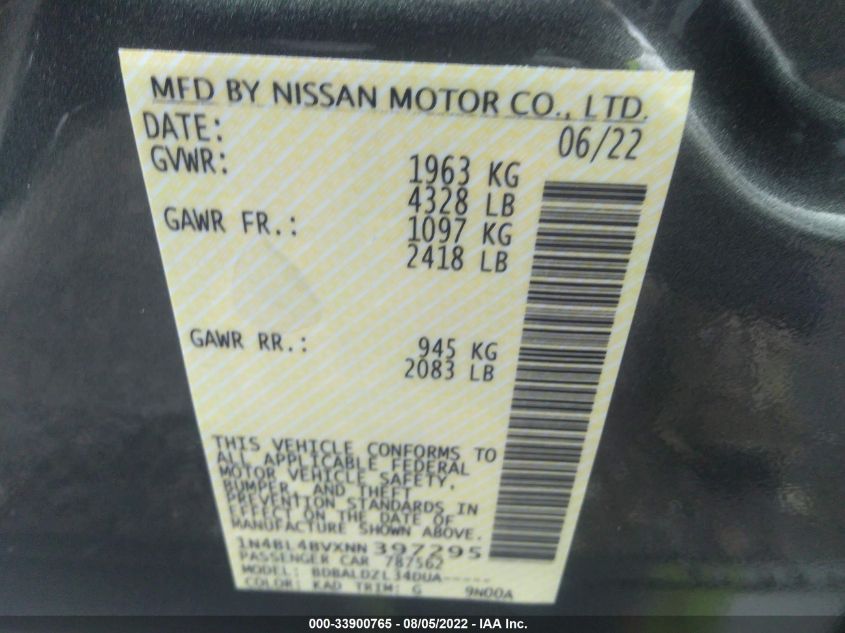 MFD BY NISSAN MOTOR CO., LTD.
DATE: 06/22
GVWR: 1963 KG
4328 LB
GAWR FR.: 1097 KG
2418 LB
GAWR RR.: 945 KG
2083 LB
THIS VEHICLE CONFORMS TO
ALL APPLICABLE FEDERAL
MOTOR VEHICLE SAFETY,
BUMPER, AND THEFT
PREVENTION STANDARDS IN
EFFECT ON THE DATE OF
MANUFACTURE SHOWN ABOVE.
1N4BL4BVXNN397295
PASSENGER CAR 787562
MODEL: BDBALDZL34DUA-----
COLOR: KAD TRIM: G 9N00A
000-33900765 - 08/05/2022 - IAA Inc.